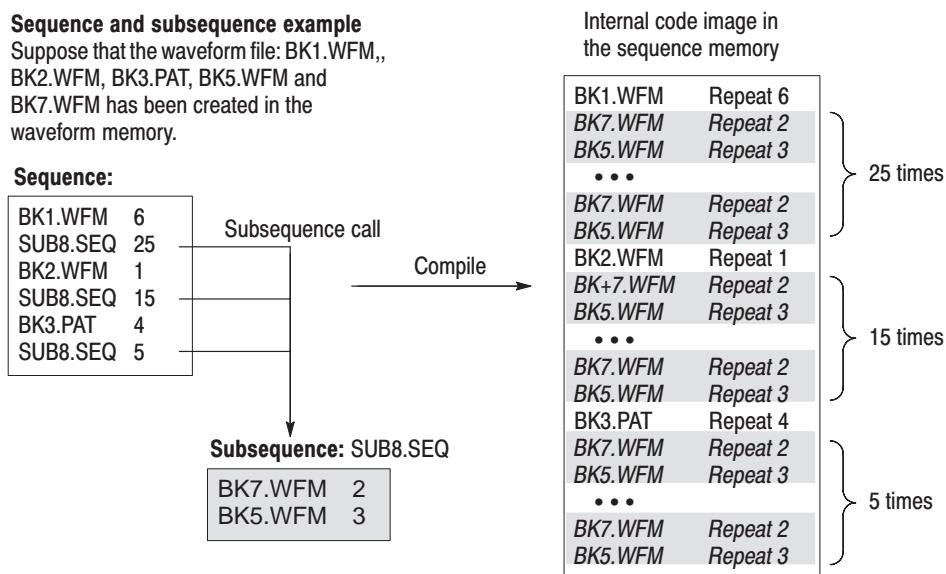 Sequence and subsequence example
Suppose that the waveform file: BK1.WFM,,
BK2.WFM, BK3.PAT, BK5.WFM and
BK7.WFM has been created in the
waveform memory.
Sequence:
BK1.WFM 6
SUB8.SEQ 25
BK2.WFM 1
SUB8.SEQ 15
BK3.PAT 4
SUB8.SEQ 5
Subsequence call
Compile
Subsequence: SUB8.SEQ
BK7.WFM 2
BK5.WFM 3
Internal code image in
the sequence memory
BK1.WFM Repeat 6
BK7.WFM Repeat 2
BK5.WFM Repeat 3
• • •
BK7.WFM Repeat 2
BK5.WFM Repeat 3
25 times
BK2.WFM Repeat 1
BK+7.WFM Repeat 2
BK5.WFM Repeat 3
• • •
BK7.WFM Repeat 2
BK5.WFM Repeat 3
15 times
BK3.PAT Repeat 4
BK7.WFM Repeat 2
BK5.WFM Repeat 3
• • •
BK7.WFM Repeat 2
BK5.WFM Repeat 3
5 times